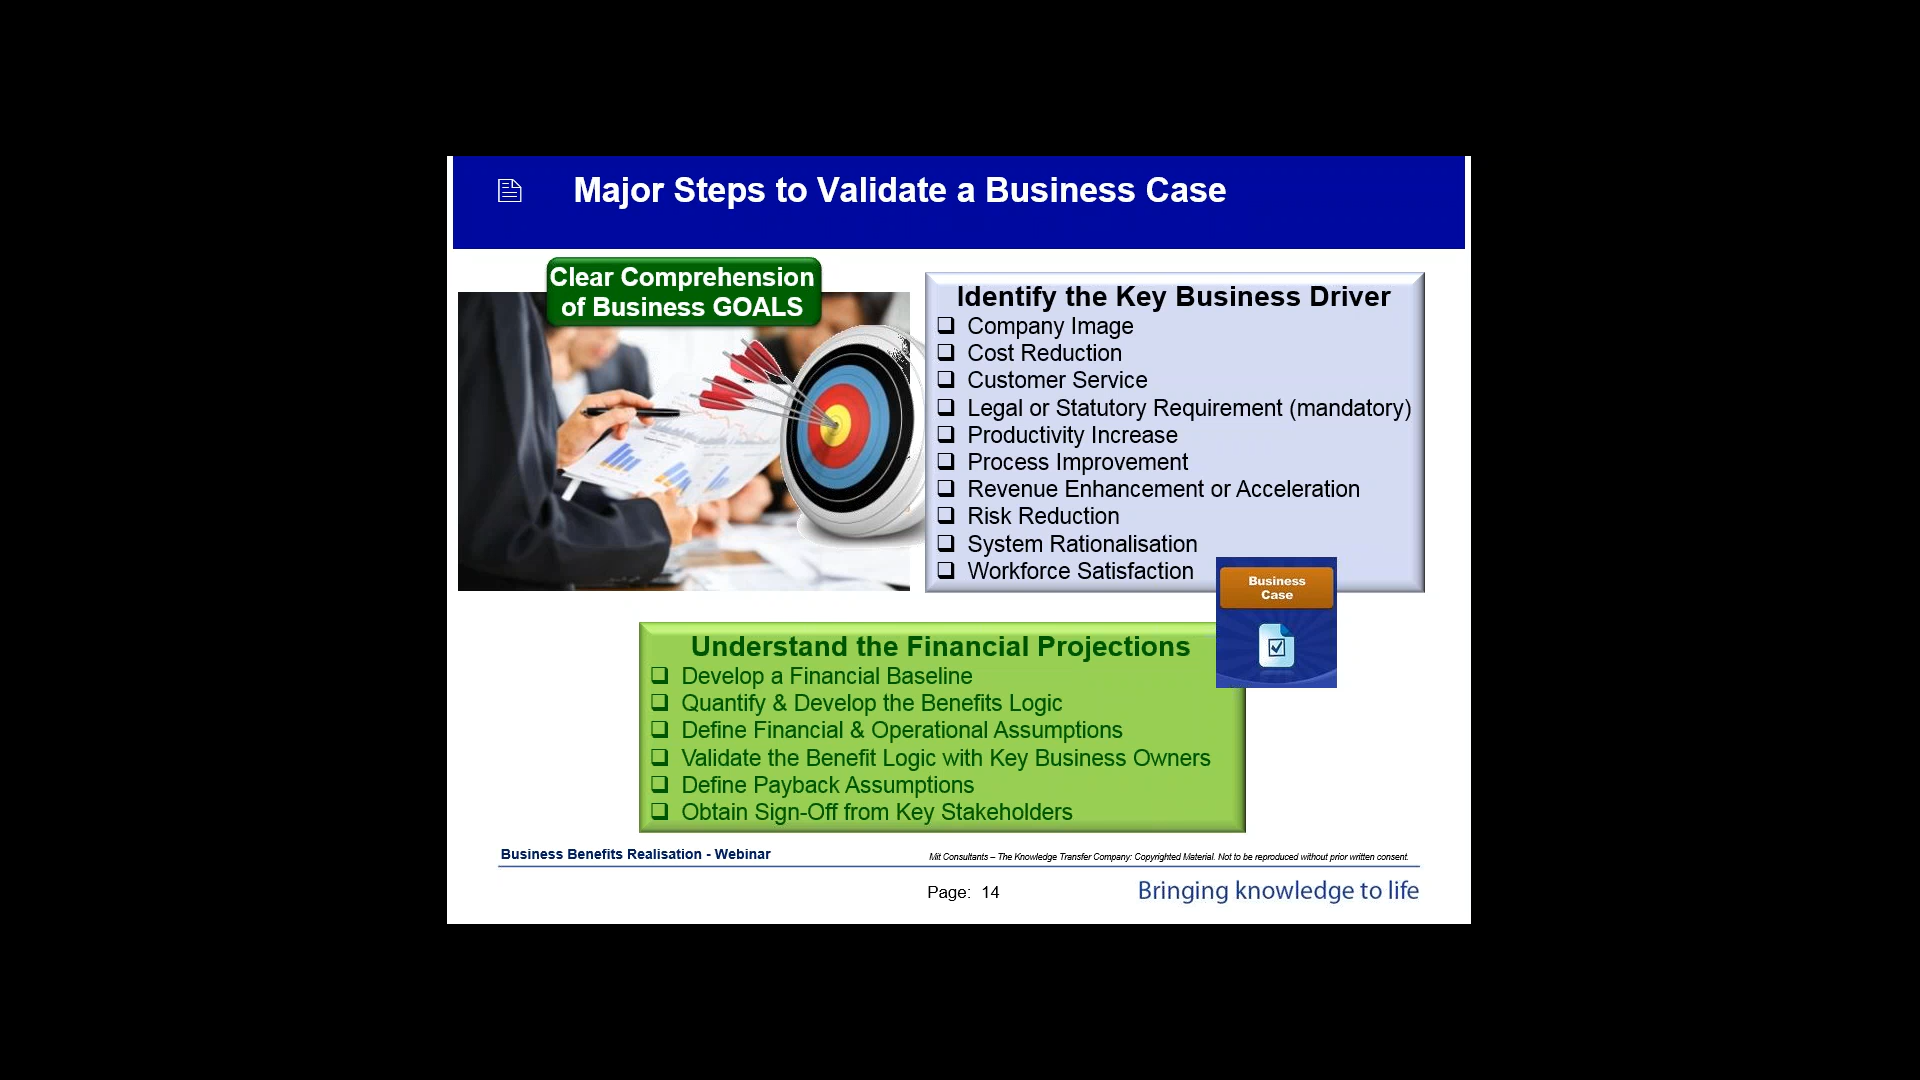 Major Steps to Validate a Business Case
Clear Comprehension
of Business GOALS
Identify the Key Business Driver
❑ Company Image
❑ Cost Reduction
❑ Customer Service
❑ Legal or Statutory Requirement (mandatory)
❑ Productivity Increase
❑ Process Improvement
❑ Revenue Enhancement or Acceleration
❑ Risk Reduction
❑ System Rationalisation
❑ Workforce Satisfaction
Business
Case
Understand the Financial Projections
❑ Develop a Financial Baseline
❑ Quantify & Develop the Benefits Logic
❑ Define Financial & Operational Assumptions
❑ Validate the Benefit Logic with Key Business Owners
❑ Define Payback Assumptions
❑ Obtain Sign-Off from Key Stakeholders
Business Benefits Realisation - Webinar
Mit Consultants – The Knowledge Transfer Company: Copyrighted Material. Not to be reproduced without prior written consent.
Page: 14
Bringing knowledge to life